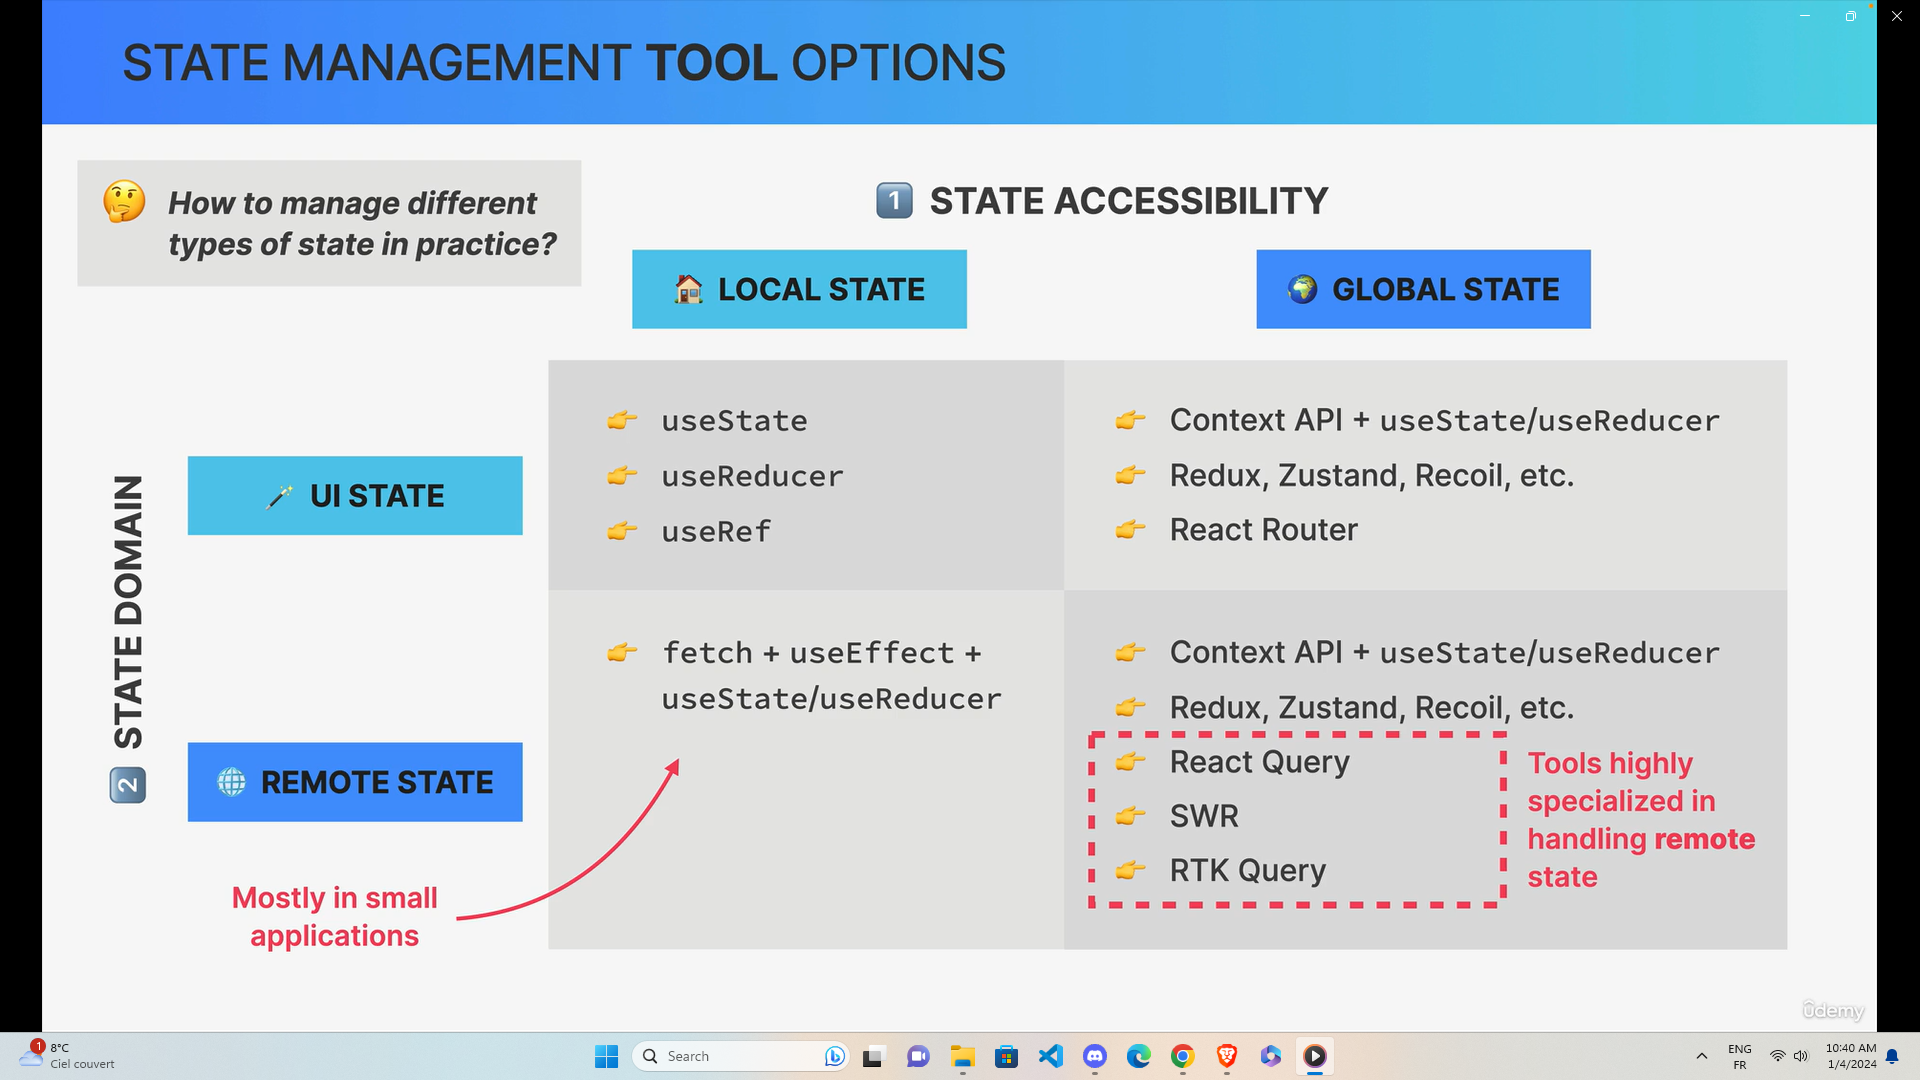 STATE MANAGEMENT TOOL OPTIONS
How to manage different
types of state in practice?
1 STATE ACCESSIBILITY
LOCAL STATE
GLOBAL STATE
2 STATE DOMAIN
UI STATE
useState
useReducer
useRef
Context API + useState/useReducer
Redux, Zustand, Recoil, etc.
React Router
REMOTE STATE
fetch + useEffect +
useState/useReducer
Mostly in small
applications
Context API + useState/useReducer
Redux, Zustand, Recoil, etc.
React Query
SWR
RTK Query
Tools highly
specialized in
handling remote
state
ûdemy
1
8°C
Ciel couvert
Search
ENG
FR
10:40 AM
1/4/2024